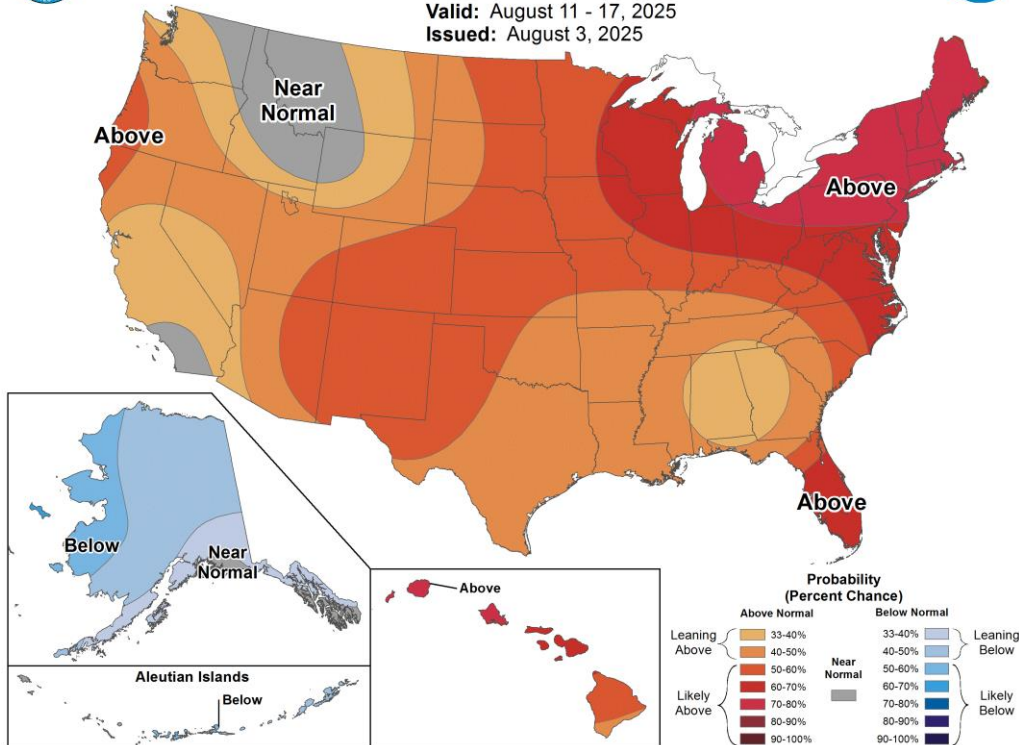 Valid: August 11 - 17, 2025
Issued: August 3, 2025
Near
Normal
Above
Above
Above
Below
Near
Normal
Aleutian Islands
Below
Above
Probability
(Percent Chance)
Above Normal
Below Normal
Leaning
Above
33-40%
40-50%
Likely
Above
50-60%
60-70%
70-80%
80-90%
90-100%
Near
Normal
33-40%
40-50%
Leaning
Below
50-60%
60-70%
70-80%
80-90%
90-100%
Likely
Below